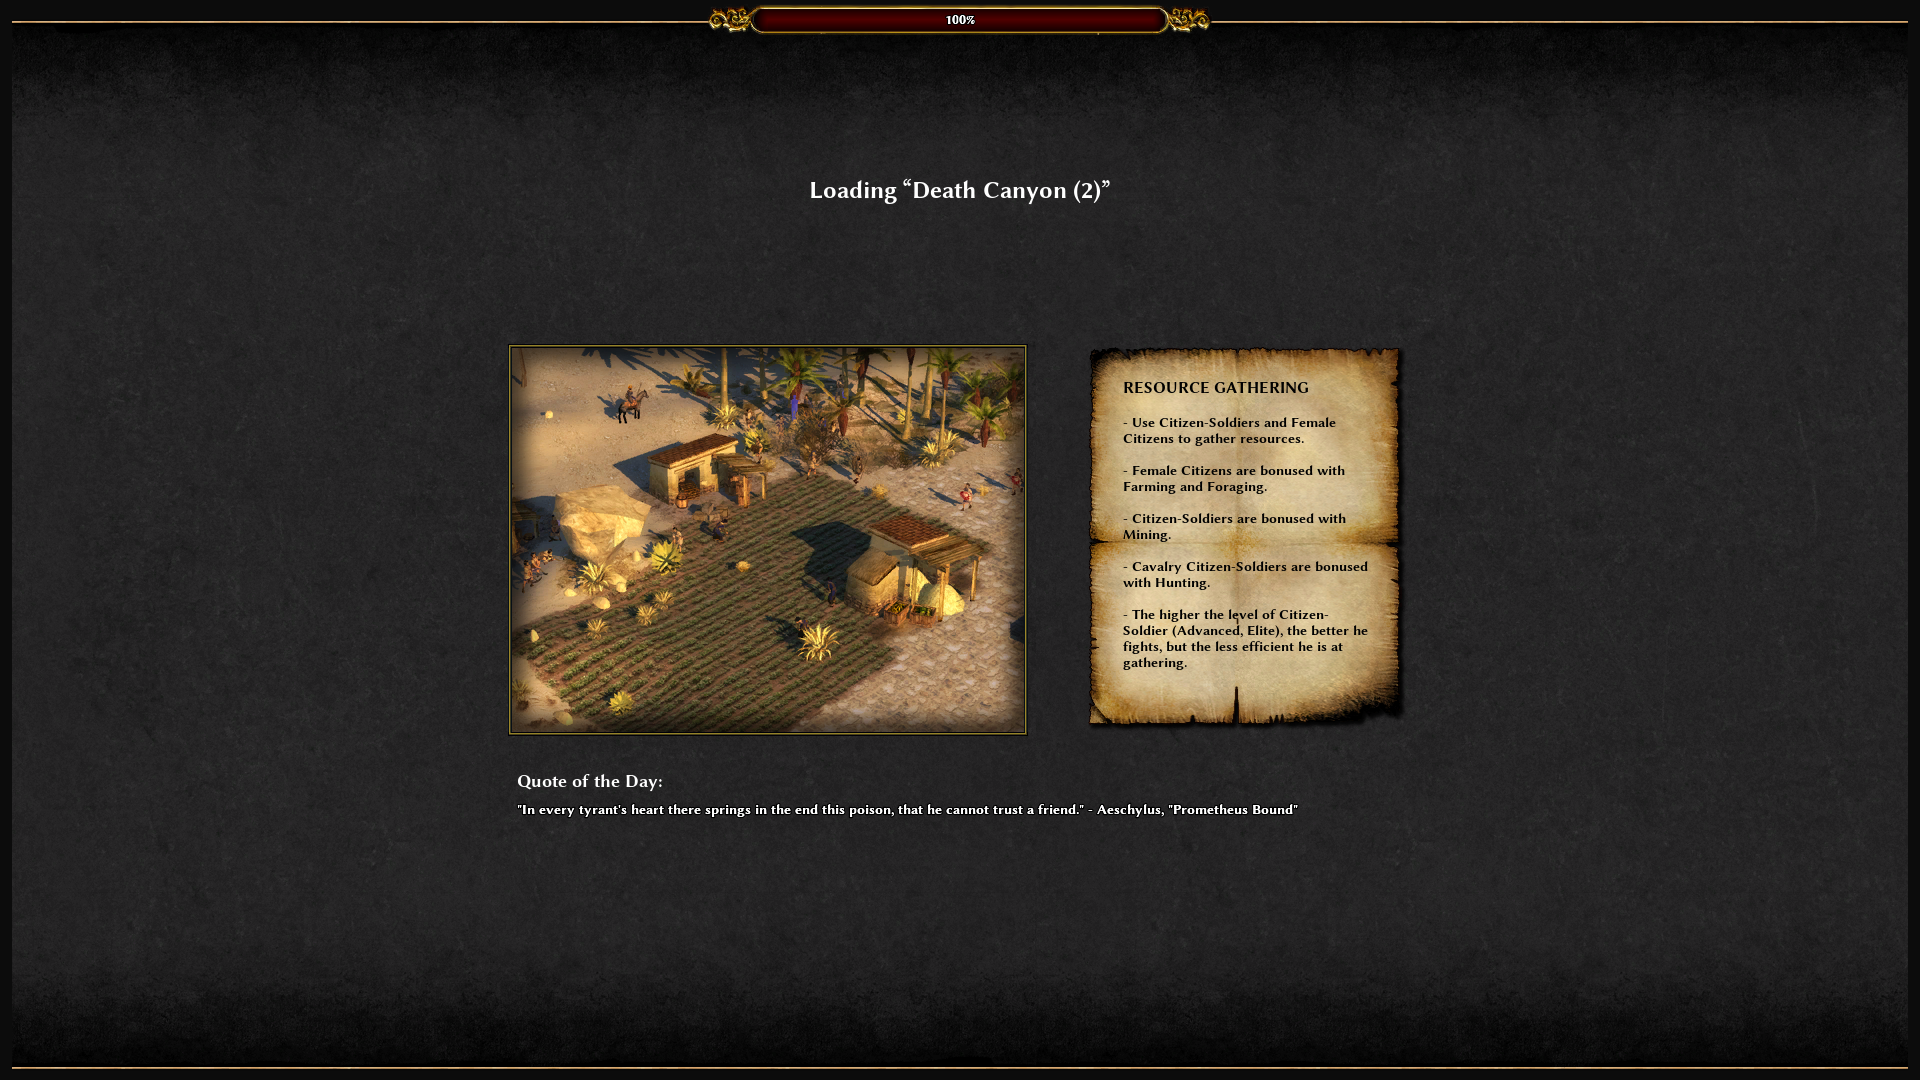 100%
Loading “Death Canyon (2)”
RESOURCE GATHERING
- Use Citizen-Soldiers and Female
Citizens to gather resources.
- Female Citizens are bonused with
Farming and Foraging.
- Citizen-Soldiers are bonused with
Mining.
- Cavalry Citizen-Soldiers are bonused
with Hunting.
- The higher the level of Citizen-
Soldier (Advanced, Elite), the better he
fights, but the less efficient he is at
gathering.
Quote of the Day:
"In every tyrant's heart there springs in the end this poison, that he cannot trust a friend." - Aeschylus, "Prometheus Bound"